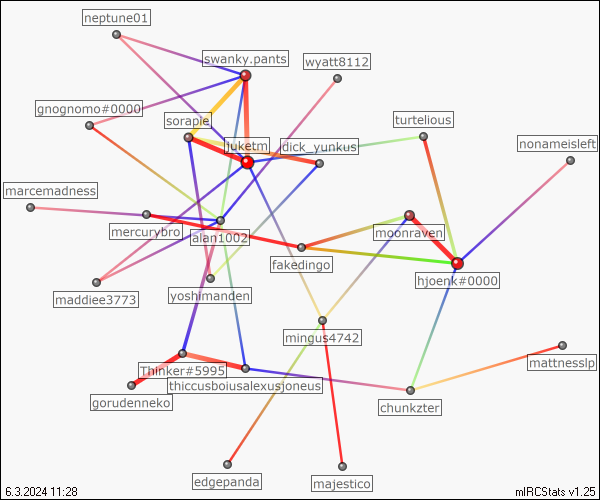 neptune01
swanky.pants
wyatt8112
gnognomo#0000
sorapie
turtelious
juketm
dick_yunkus
nonameisleft
marcemadness
mercurybro
alan1002
moonraven
fakedingo
hjoenk#0000
maddiee3773
yoshimanden
mingus4742
Thinker#5995
mattnesslp
thiccusboiusalexusjoneus
gorudenneko
chunkzter
edgepanda
majestico
6.3.2024 11:28
mIRCStats v1.25